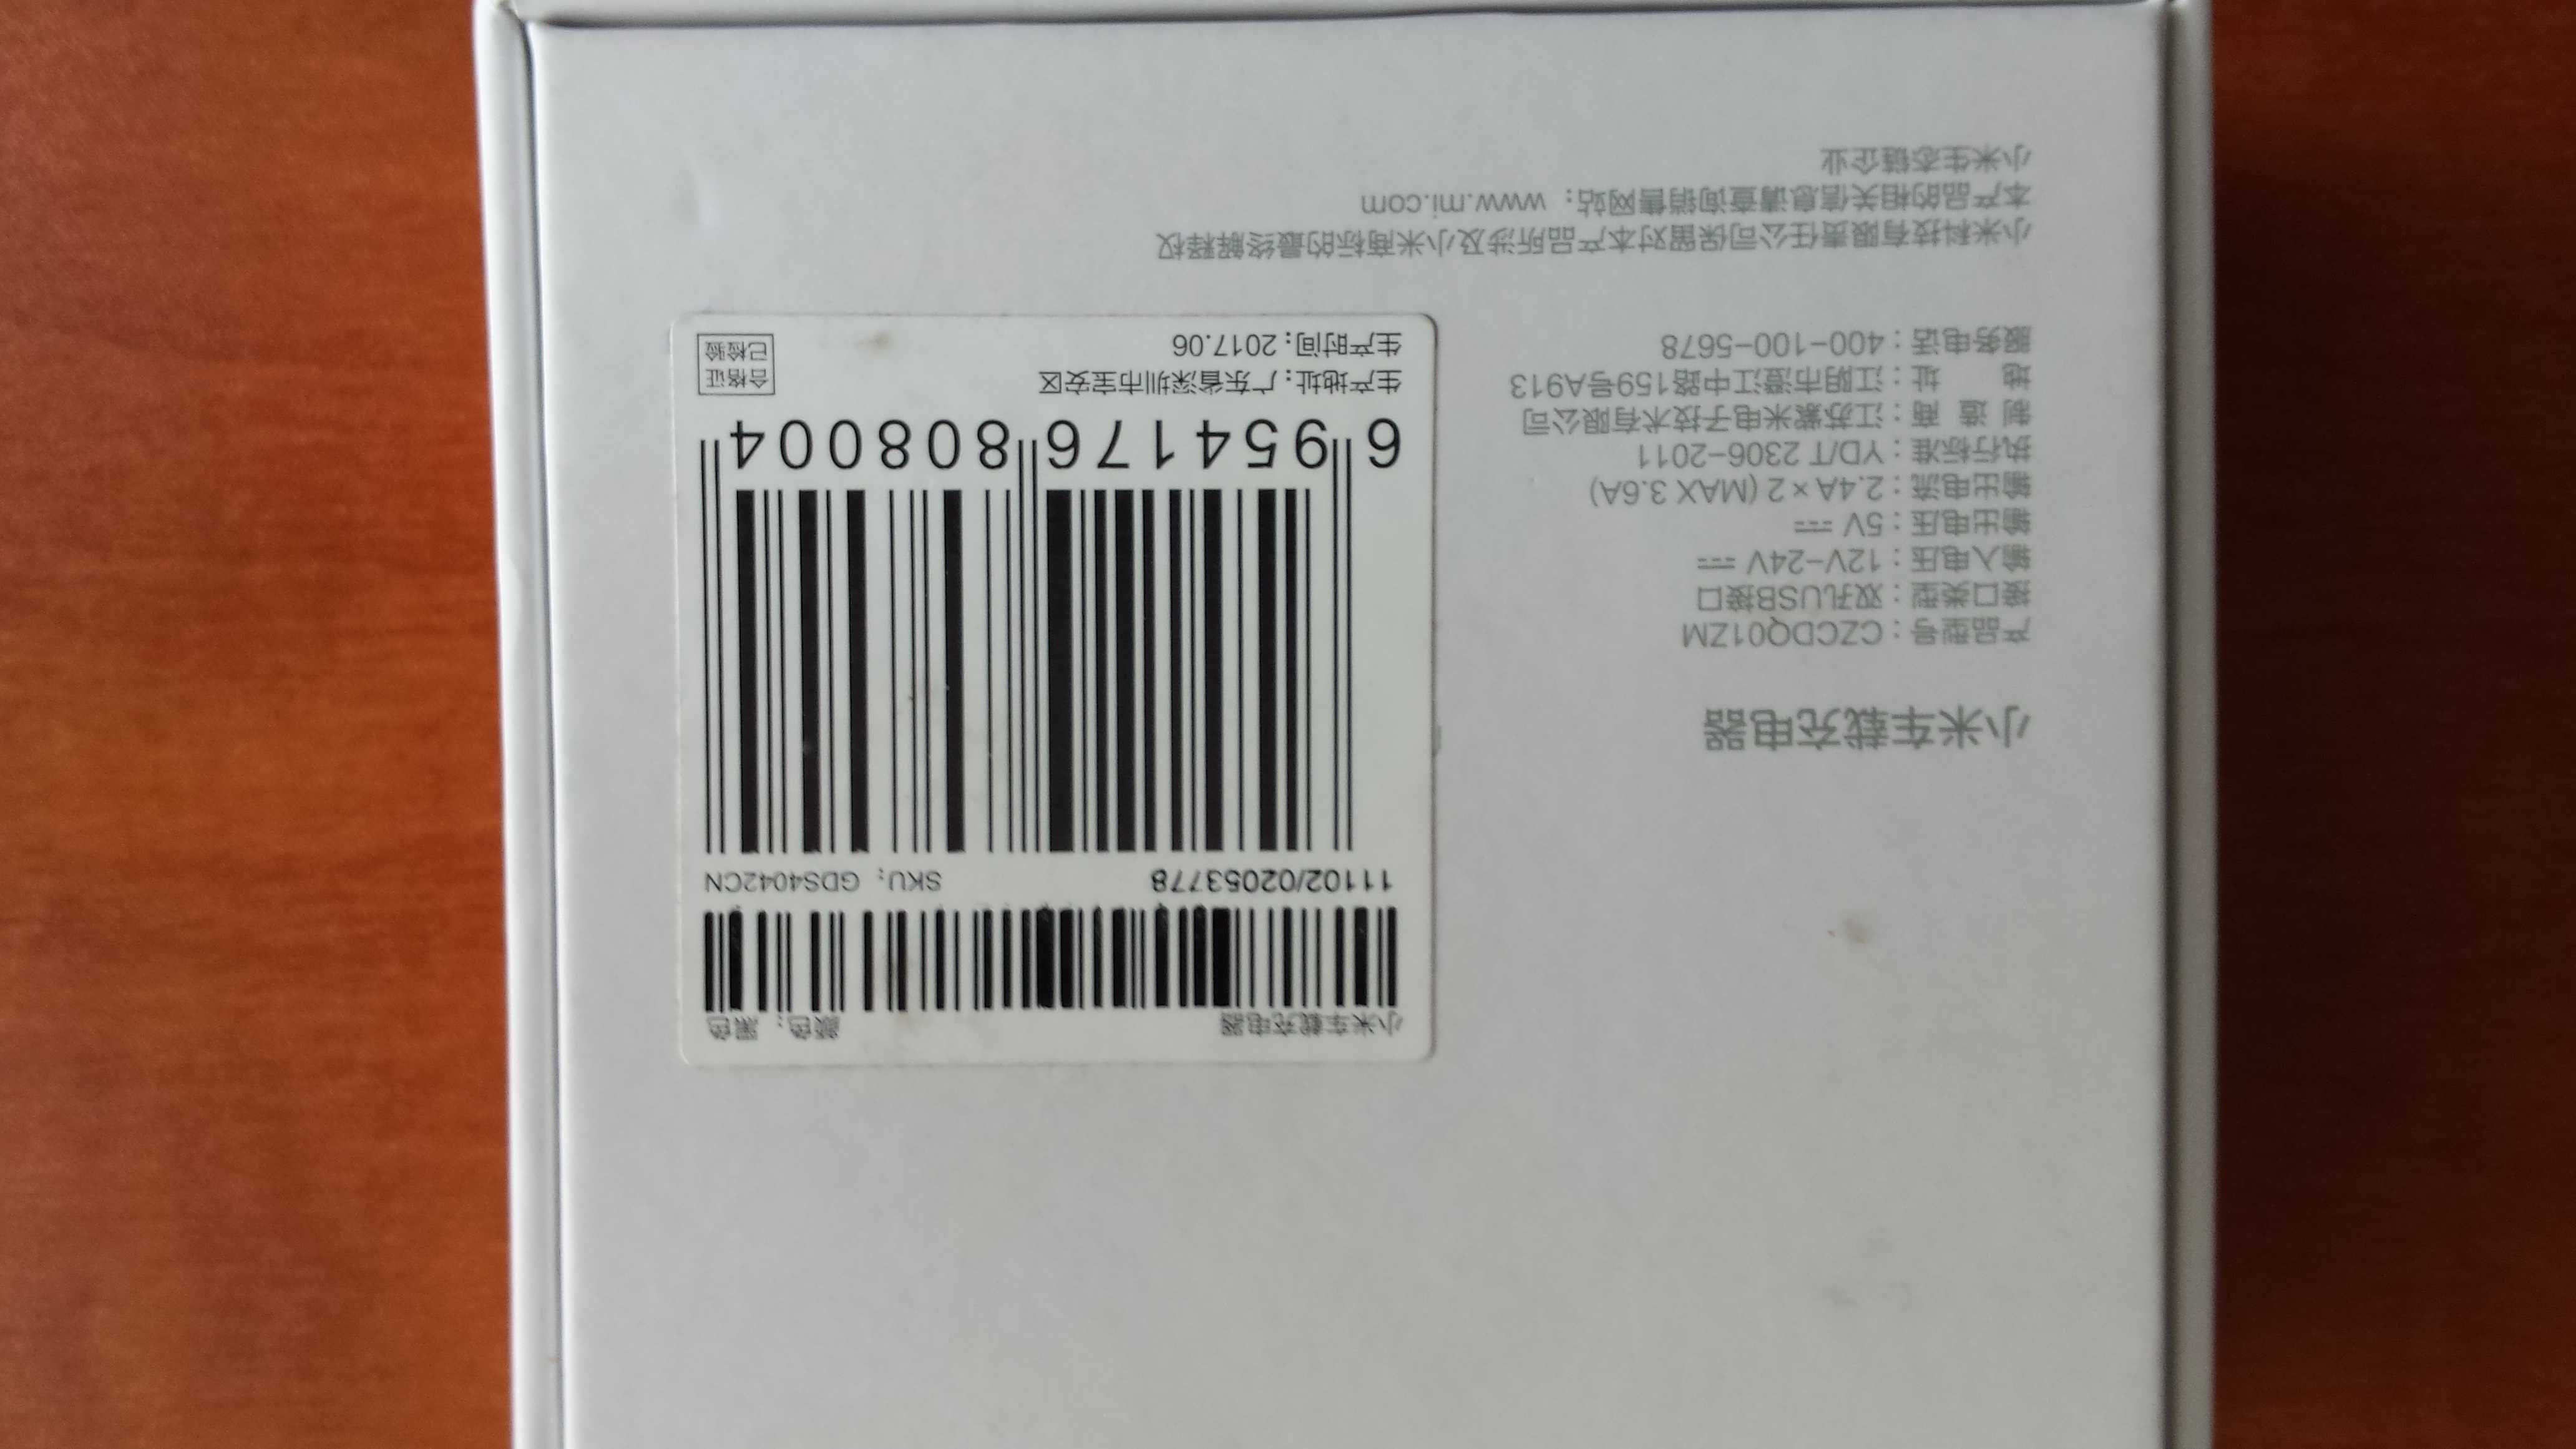 小米车载充电器
产品型号：CZCDQ01ZM
接口类型：双孔USB接口
输入电压：12V-24V ⎓
输出电压：5V ⎓
输出电流：2.4A × 2 (MAX 3.6A)
执行标准：YD/T 2306-2011
制 造 商：江苏紫米电子技术有限公司
地 址：江阴市澄江中路159号A913
服务电话：400-100-5678
小米科技有限责任公司保留对本产品所涉及小米商标的最终解释权
本产品的相关信息请查询销售网站：www.mi.com
小米生态链企业
小米车载充电器 颜色：黑色
11102/02053778 SKU：GDS4042CN
6 954176 808004
生产地址：广东省深圳市宝安区
生产时间：2017.06
合格证
已检验